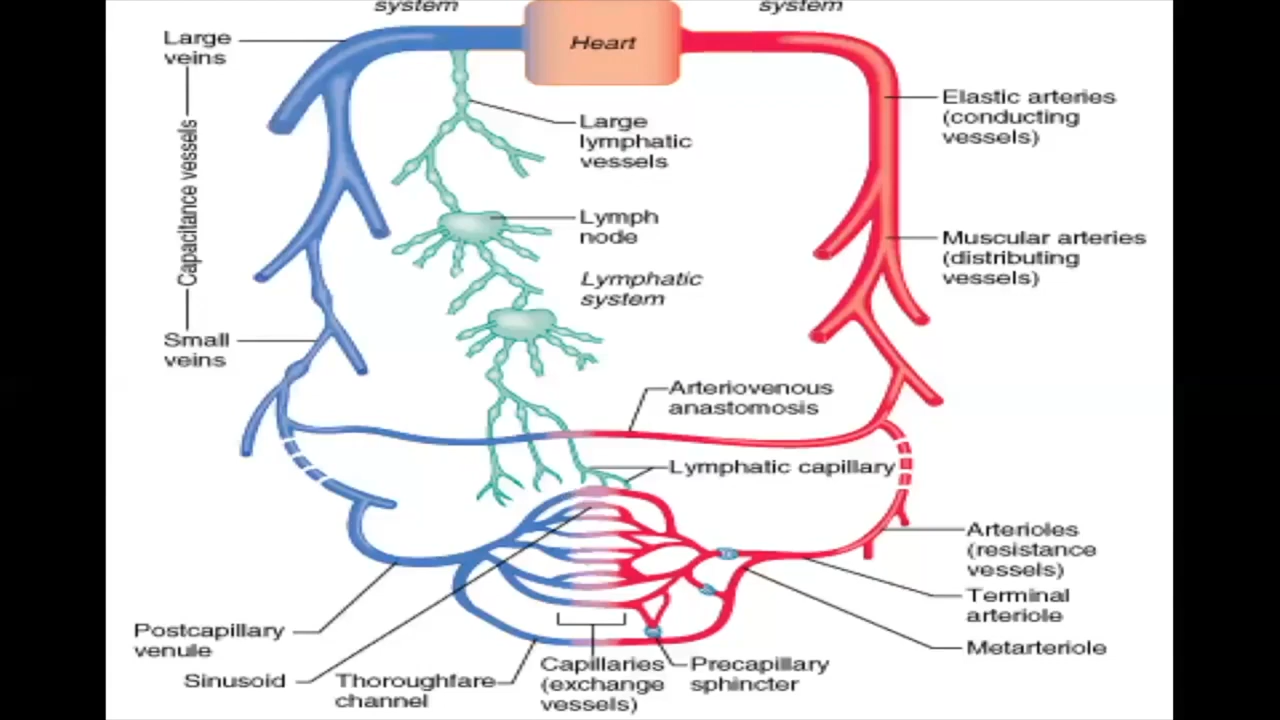 system
system
Large
veins
Heart
Capacitance vessels
Elastic arteries
(conducting
vessels)
Large
lymphatic
vessels
Lymph
node
Muscular arteries
(distributing
vessels)
Lymphatic
system
Small
veins
Arteriovenous
anastomosis
Lymphatic capillary
Arterioles
(resistance
vessels)
Terminal
arteriole
Postcapillary
venule
Metarteriole
Sinusoid
Thoroughfare
channel
Capillaries
(exchange
vessels)
Precapillary
sphincter